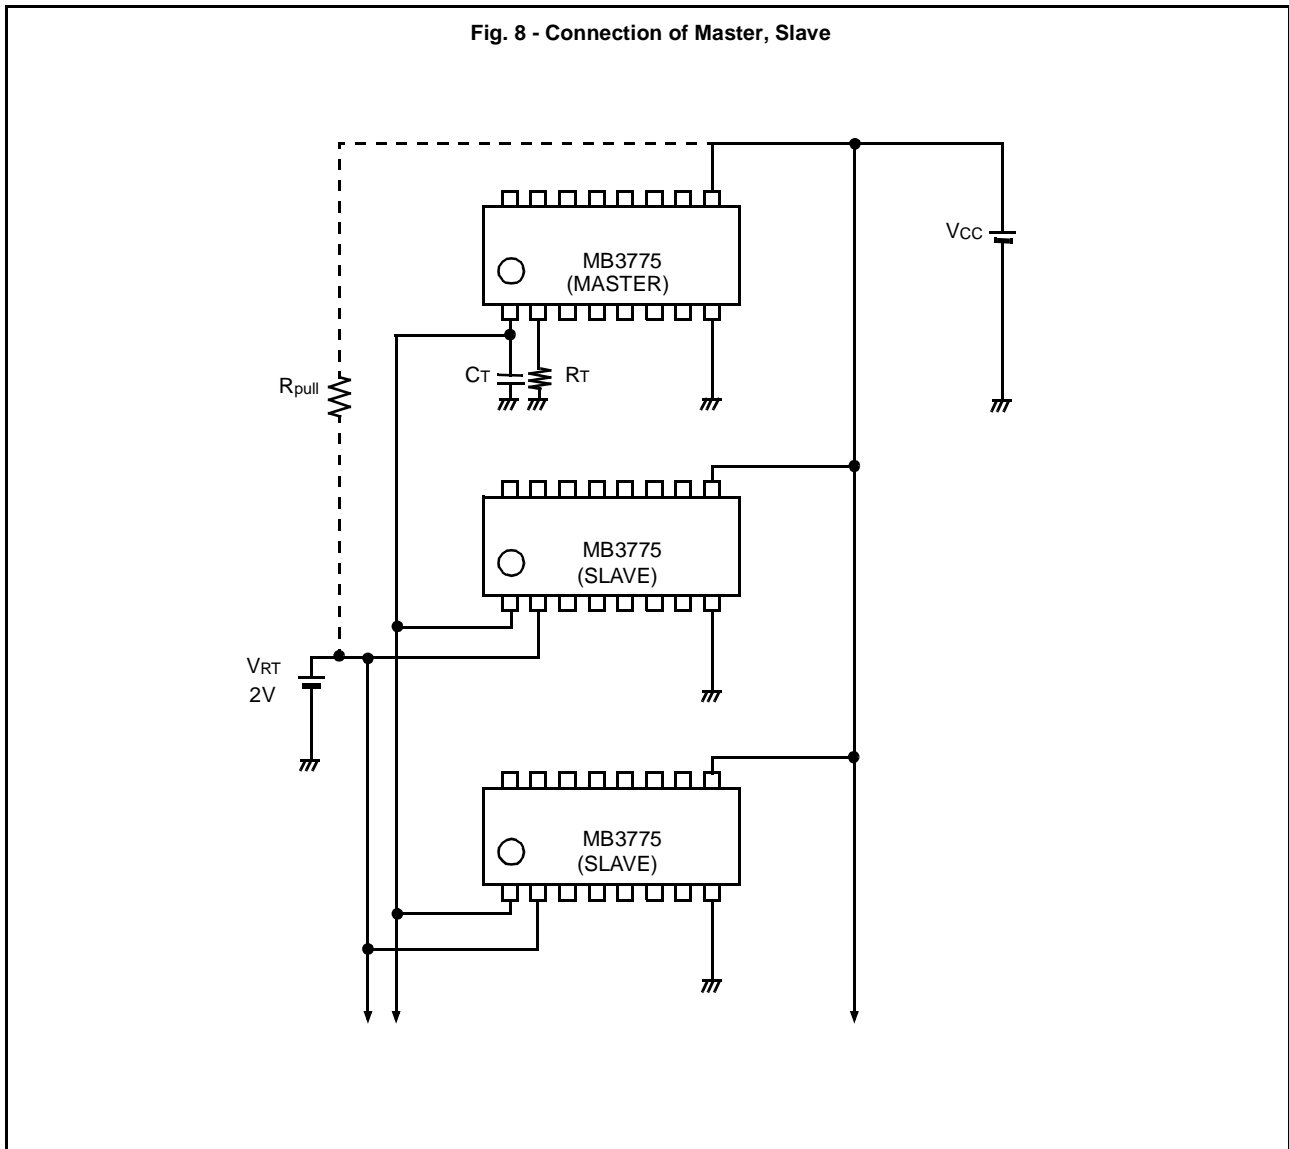 Fig. 8 - Connection of Master, Slave
VCC
MB3775
(MASTER)
Rpull
CT
RT
MB3775
(SLAVE)
VRT
2V
MB3775
(SLAVE)